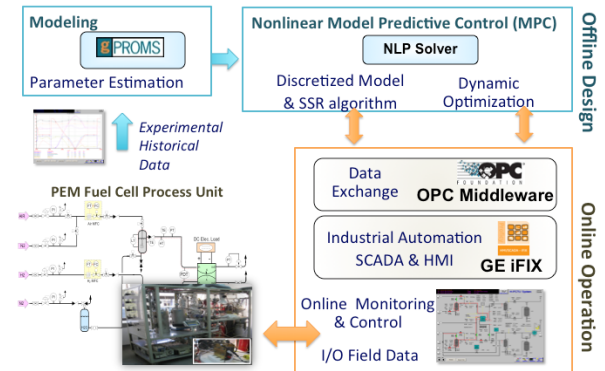 Modeling
gPROMS
Parameter Estimation
Nonlinear Model Predictive Control (MPC)
NLP Solver
Discretized Model
& SSR algorithm
Dynamic
Optimization
Offline Design
Experimental
Historical
Data
PEM Fuel Cell Process Unit
DC Elec. Load
Data
Exchange
OPC
FOUNDATION
OPC Middleware
Industrial Automation
SCADA & HMI
GE iFIX
Online Monitoring
& Control
I/O Field Data
Online Operation